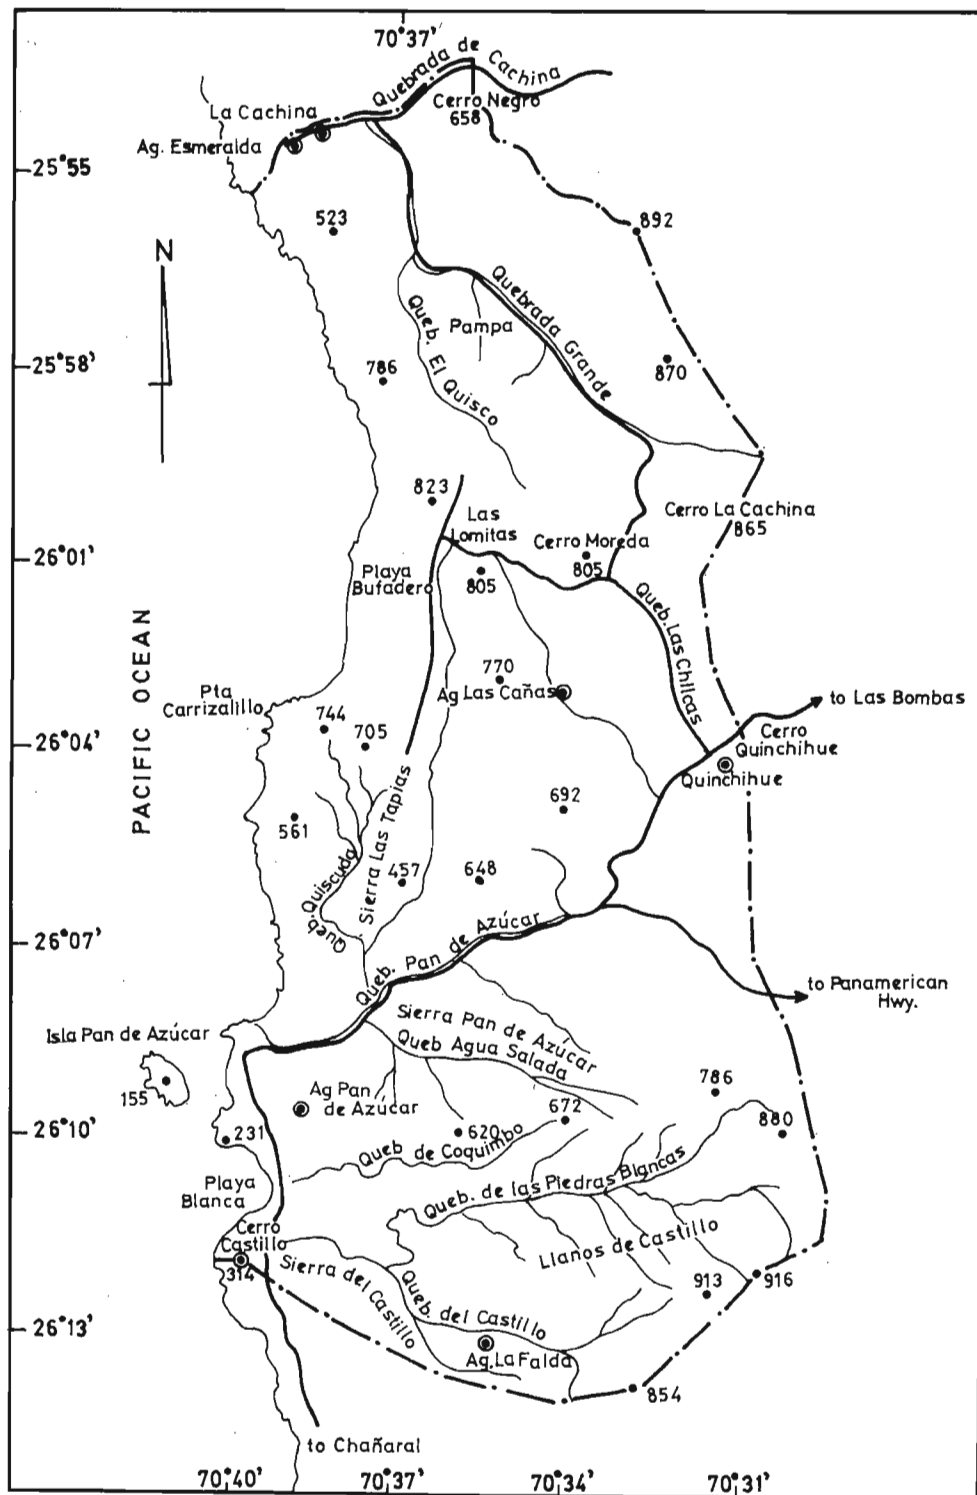 70°37'
Quebrada de Cachina
La Cachina
Cerro Negro
658
Ag. Esmeralda
25°55
523
892
N
Queb. El Quisco
Quebrada Grande
Pampa
25°58'
786
870
823
Las
Lomitas
Cerro La Cachina
865
Cerro Moreda
805
26°01'
Playa
Bufadero
805
Queb. Las Chilcas
PACIFIC OCEAN
770
Ag Las Cañas
Pta
Carrizalillo
744
705
to Las Bombas
26°04'
Cerro
Quinchihue
Quinchihue
561
692
Sierra Las Tapias
Queb. Quiscuda
457
648
26°07'
Queb. Pan de Azúcar
to Panamerican
Hwy.
Isla Pan de Azúcar
Sierra Pan de Azúcar
Queb Agua Salada
155
Ag Pan
de Azúcar
786
672
880
26°10'
231
620
Queb de Coquimbo
Playa
Blanca
Queb. de las Piedras Blancas
Cerro
Castillo
314
Llanos de Castillo
Sierra del Castillo
Queb. del Castillo
913
916
26°13'
Ag. La Falda
854
to Chañaral
70°40'
70°37'
70°34'
70°31'